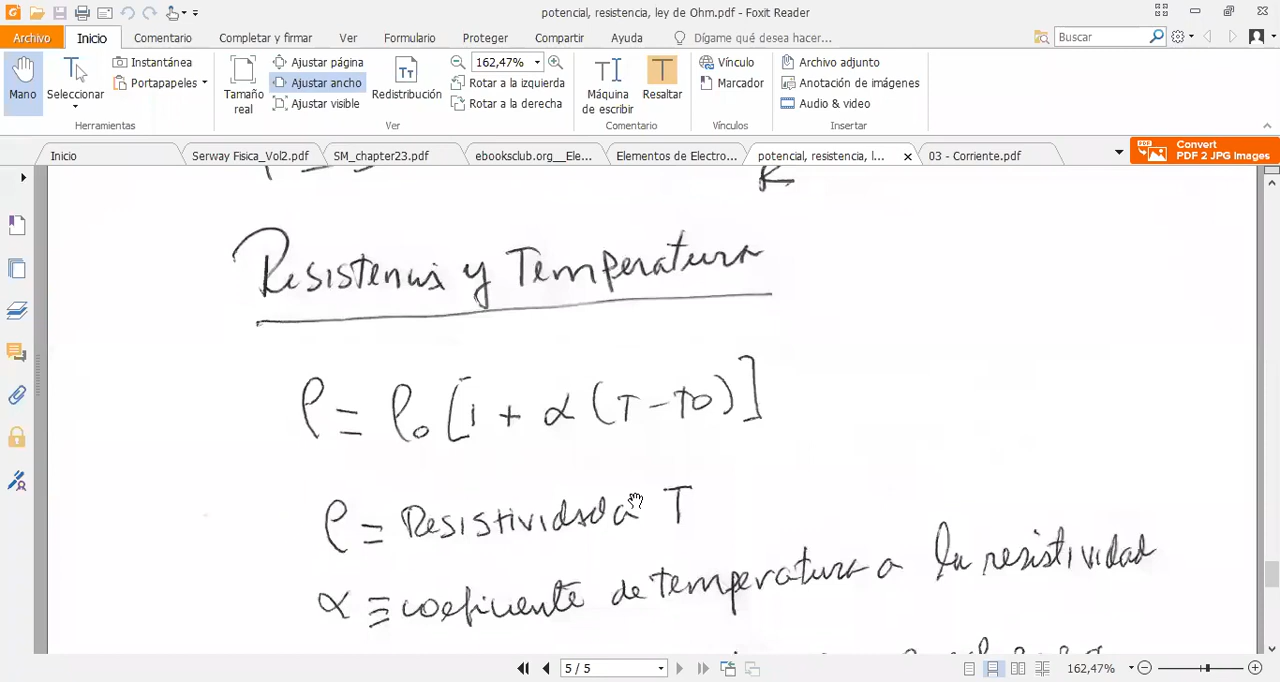 potencial, resistencia, ley de Ohm.pdf - Foxit Reader
Archivo Inicio Comentario Completar y firmar Ver Formulario Proteger Compartir Ayuda Dígame qué desea hacer... Buscar
Mano
Seleccionar
Instantánea
Portapapeles
Herramientas
Tamaño real
Ajustar página
Ajustar ancho
Ajustar visible
Redistribución
162,47%
Rotar a la izquierda
Rotar a la derecha
Ver
Máquina de escribir
Resaltar
Comentario
Vínculo
Marcador
Vínculos
Archivo adjunto
Anotación de imágenes
Audio & video
Insertar
Inicio Serway Fisica_Vol2.pdf SM_chapter23.pdf ebooksclub.org__Ele... Elementos de Electro... potencial, resistencia, l... 03 - Corriente.pdf
Convert
PDF 2 JPG Images
Resistencia y Temperatura
ρ = ρ₀ [1 + α (T - T0)]
ρ = Resistividad a T
α ≡ coeficiente de temperatura a la resistividad
5 / 5
162,47%